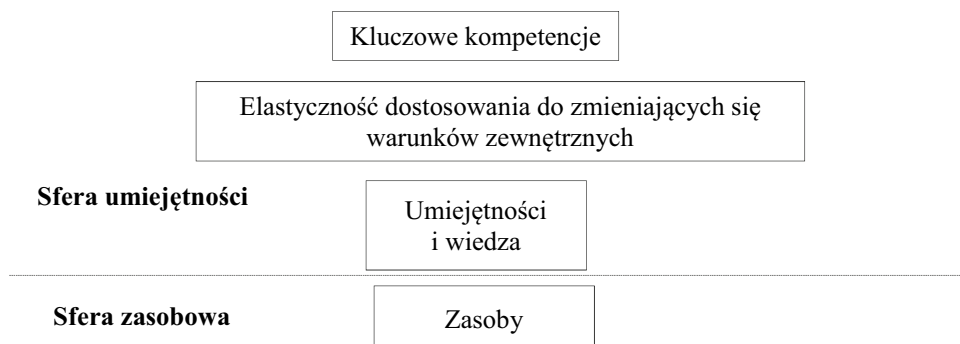 Kluczowe kompetencje
Elastyczność dostosowania do zmieniających się
warunków zewnętrznych
Sfera umiejętności
Umiejętności
i wiedza
Sfera zasobowa
Zasoby